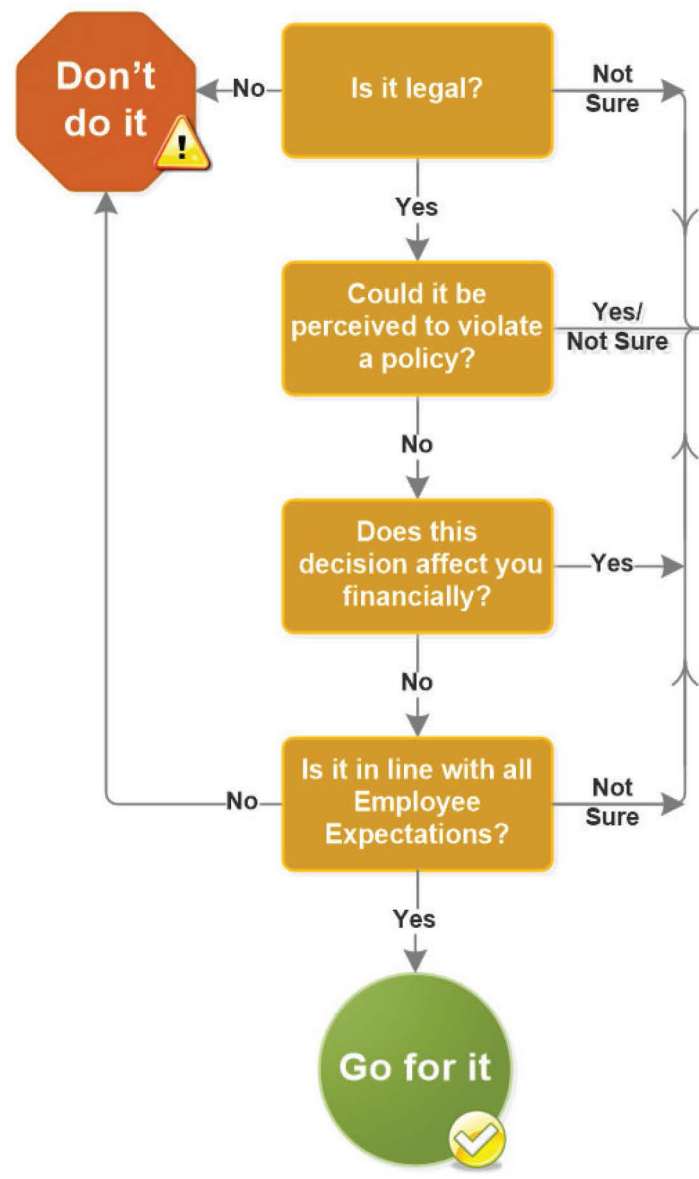 Don't
do it
No
Is it legal?
Not
Sure
Yes
Could it be
perceived to violate
a policy?
Yes/
Not Sure
No
Does this
decision affect you
financially?
Yes
No
No
Is it in line with all
Employee
Expectations?
Not
Sure
Yes
Go for it